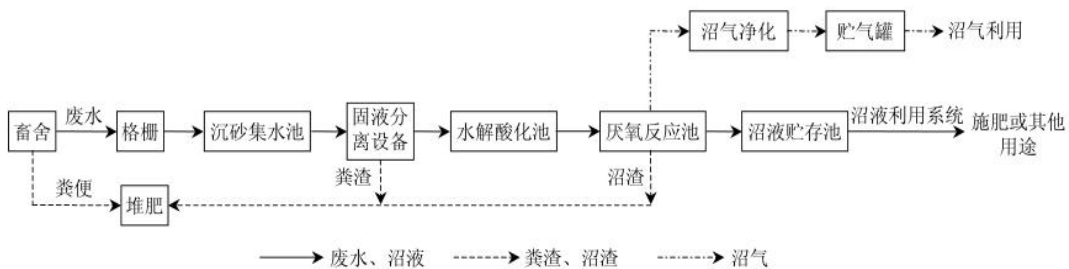 沼气净化
贮气罐
沼气利用
畜舍
废水
格栅
沉砂集水池
固液分
离设备
水解酸化池
厌氧反应池
沼液贮存池
沼液利用系统
施肥或其他
用途
粪便
粪渣
沼渣
堆肥
废水、沼液
粪渣、沼渣
沼气